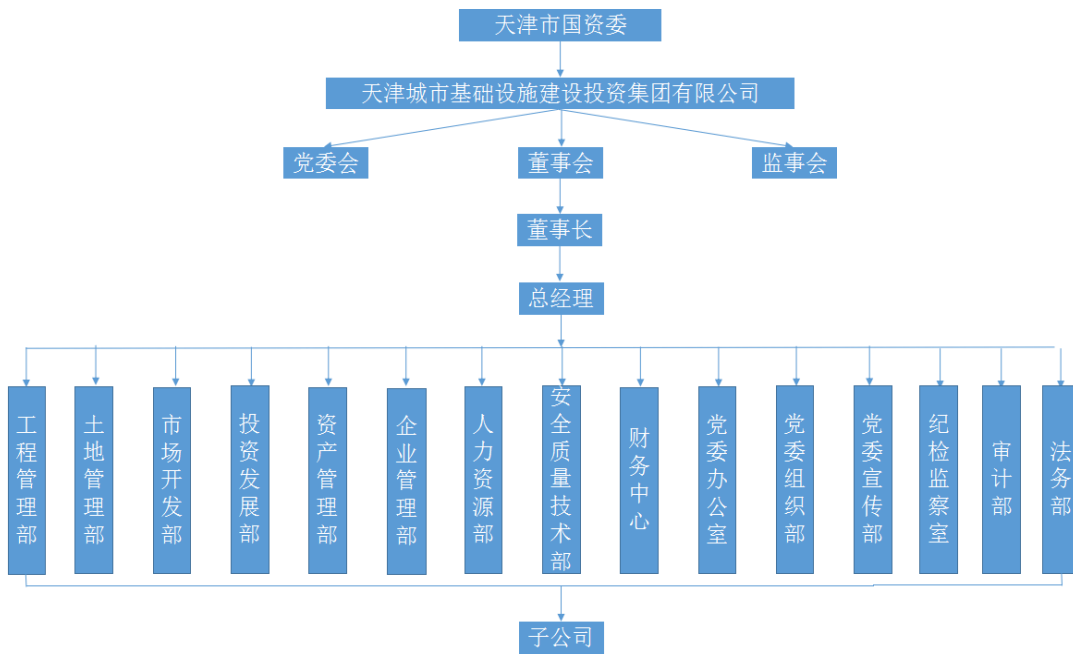 天津市国资委
天津城市基础设施建设投资集团有限公司
党委会
董事会
监事会
董事长
总经理
工程管理部
土地管理部
市场开发部
投资发展部
资产管理部
企业管理部
人力资源部
安全质量技术部
财务中心
党委办公室
党委组织部
党委宣传部
纪检监察室
审计部
法务部
子公司